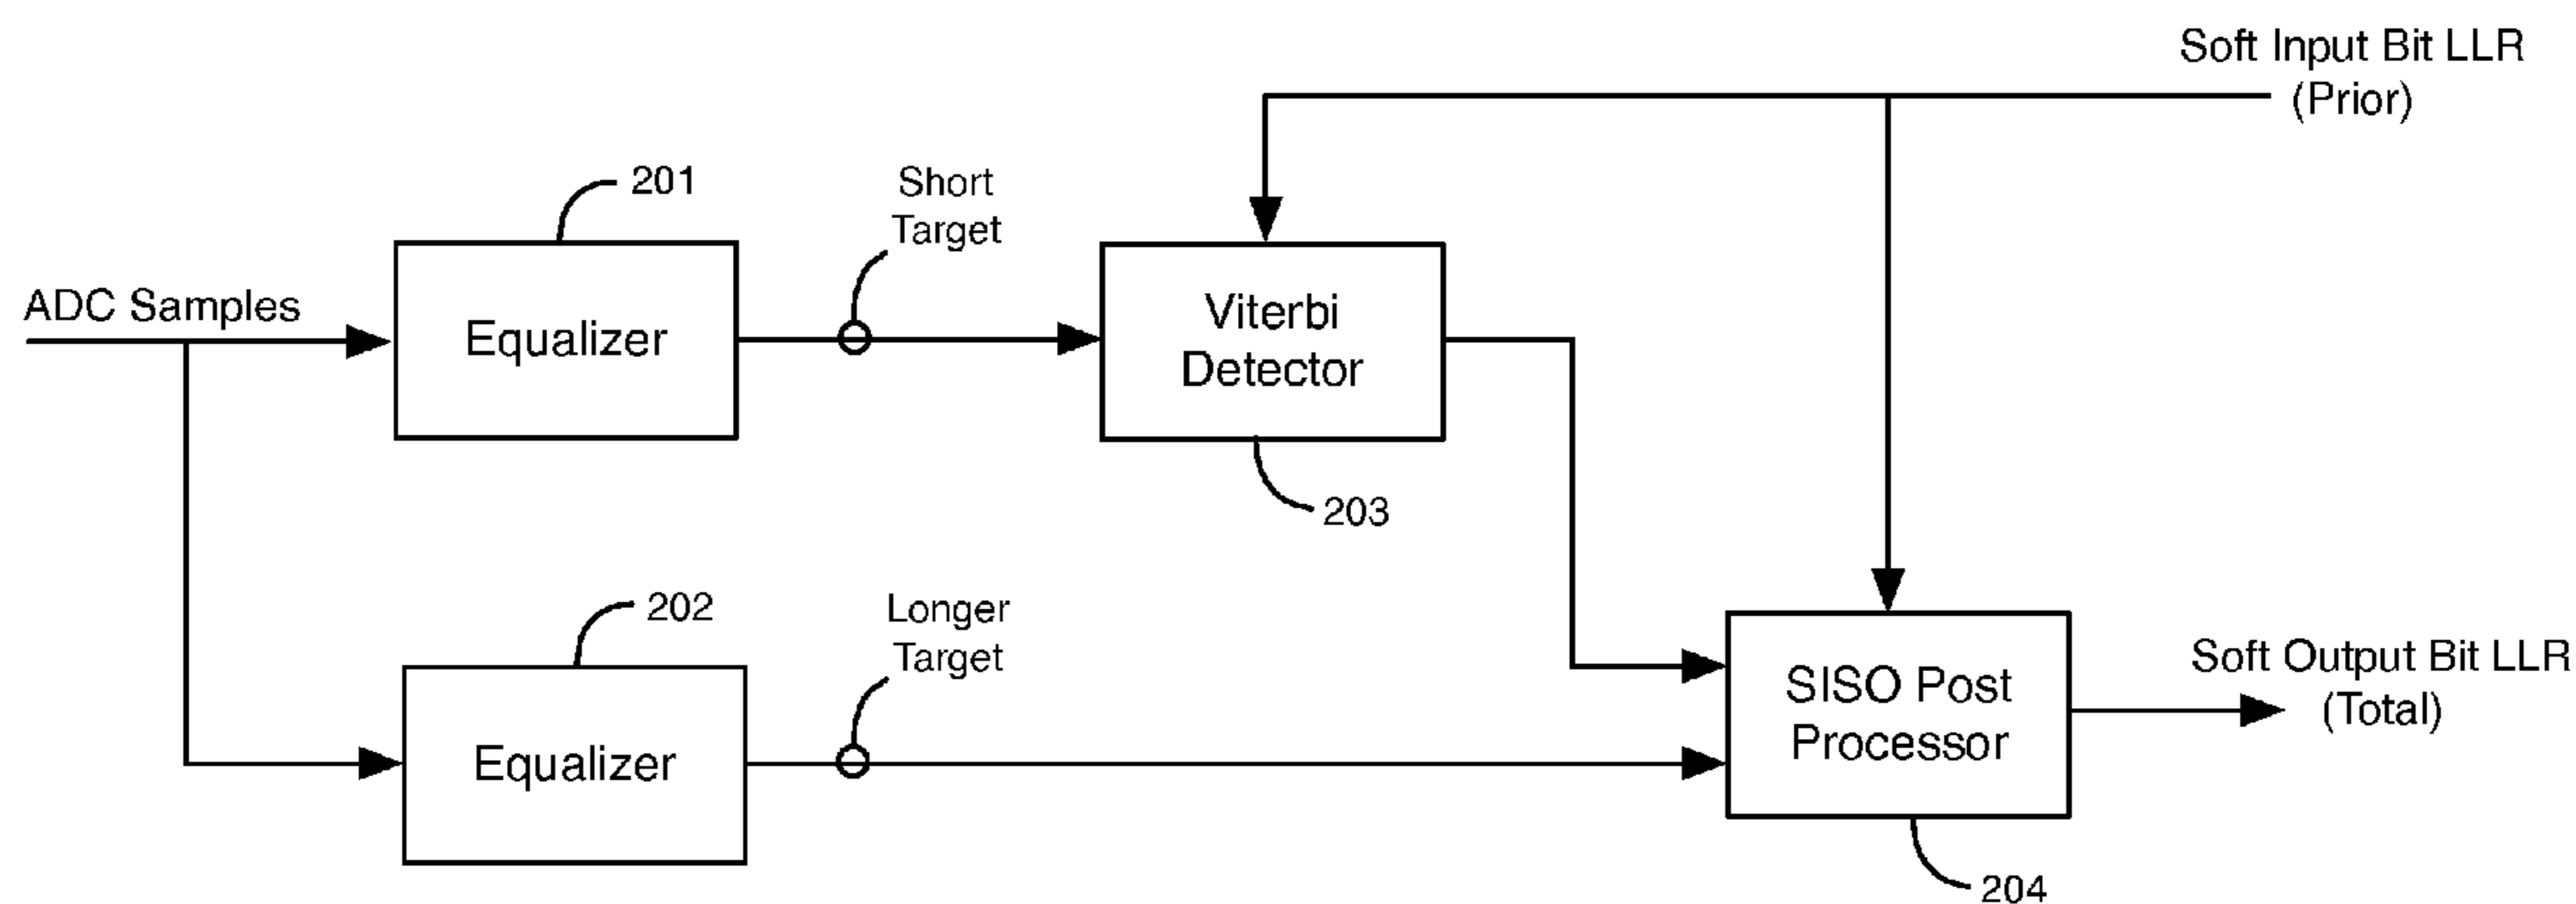 Soft Input Bit LLR
(Prior)
201
Short
Target
ADC Samples
Equalizer
Viterbi
Detector
203
202
Longer
Target
Equalizer
SISO Post
Processor
Soft Output Bit LLR
(Total)
204